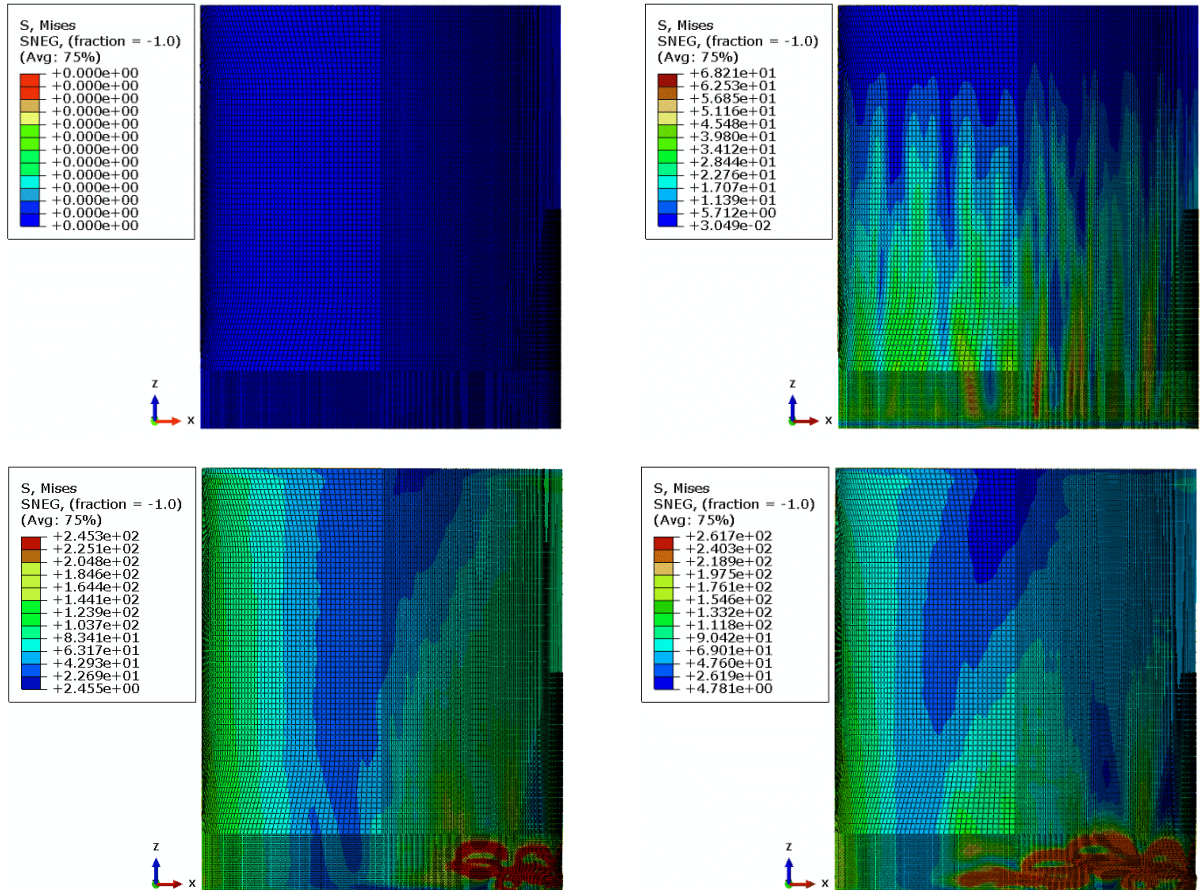 S, Mises
SNEG, (fraction = -1.0)
(Avg: 75%)
+0.000e+00
+0.000e+00
+0.000e+00
+0.000e+00
+0.000e+00
+0.000e+00
+0.000e+00
+0.000e+00
+0.000e+00
+0.000e+00
+0.000e+00
+0.000e+00
+0.000e+00
z
x
S, Mises
SNEG, (fraction = -1.0)
(Avg: 75%)
+6.821e+01
+6.253e+01
+5.685e+01
+5.116e+01
+4.548e+01
+3.980e+01
+3.412e+01
+2.844e+01
+2.276e+01
+1.707e+01
+1.139e+01
+5.712e+00
+3.049e-02
z
x
S, Mises
SNEG, (fraction = -1.0)
(Avg: 75%)
+2.453e+02
+2.251e+02
+2.048e+02
+1.846e+02
+1.644e+02
+1.441e+02
+1.239e+02
+1.037e+02
+8.341e+01
+6.317e+01
+4.293e+01
+2.269e+01
+2.455e+00
z
x
S, Mises
SNEG, (fraction = -1.0)
(Avg: 75%)
+2.617e+02
+2.403e+02
+2.189e+02
+1.975e+02
+1.761e+02
+1.546e+02
+1.332e+02
+1.118e+02
+9.042e+01
+6.901e+01
+4.760e+01
+2.619e+01
+4.781e+00
z
x